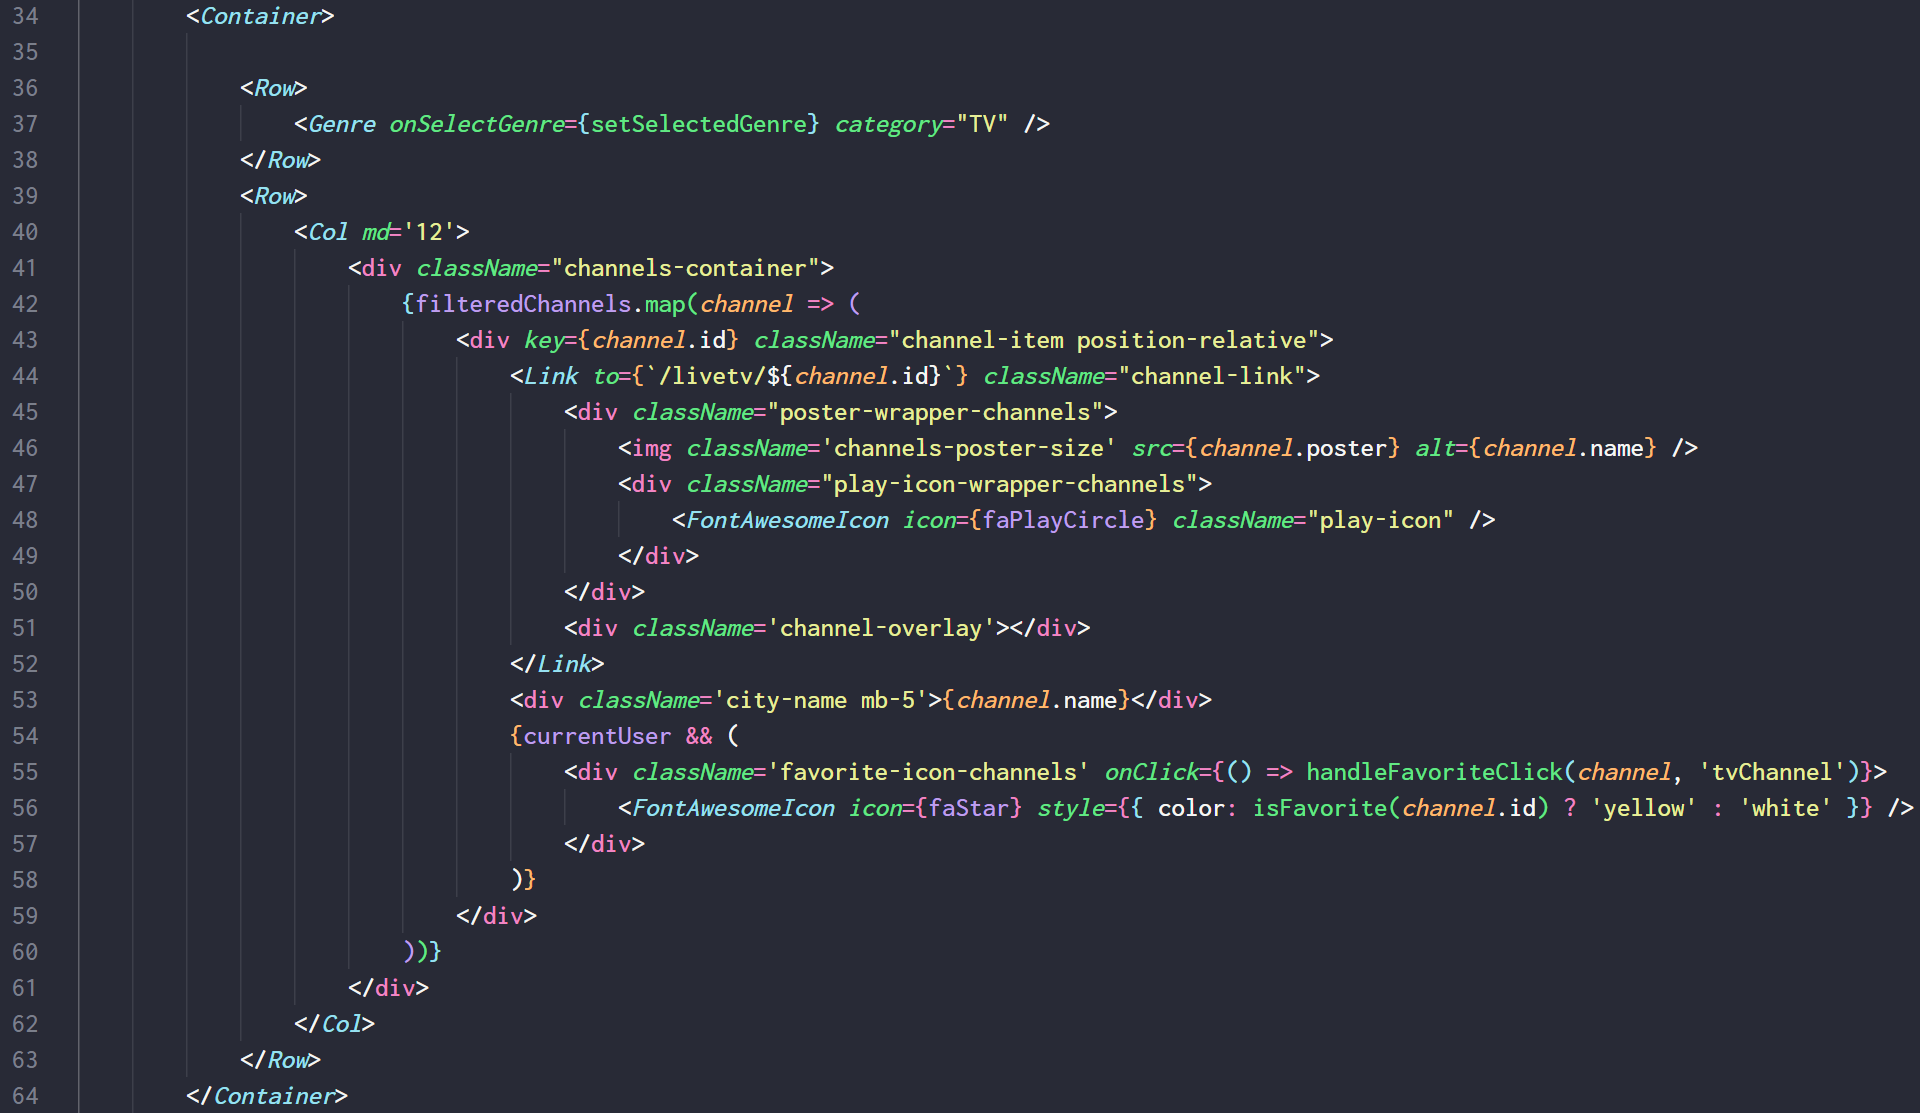 34 <Container>
35
36 <Row>
37 <Genre onSelectGenre={setSelectedGenre} category="TV" />
38 </Row>
39 <Row>
40 <Col md='12'>
41 <div className="channels-container">
42 {filteredChannels.map(channel => (
43 <div key={channel.id} className="channel-item position-relative">
44 <Link to={`/livetv/${channel.id}`} className="channel-link">
45 <div className="poster-wrapper-channels">
46 <img className='channels-poster-size' src={channel.poster} alt={channel.name} />
47 <div className="play-icon-wrapper-channels">
48 <FontAwesomeIcon icon={faPlayCircle} className="play-icon" />
49 </div>
50 </div>
51 <div className='channel-overlay'></div>
52 </Link>
53 <div className='city-name mb-5'>{channel.name}</div>
54 {currentUser && (
55 <div className='favorite-icon-channels' onClick={() => handleFavoriteClick(channel, 'tvChannel')}>
56 <FontAwesomeIcon icon={faStar} style={{ color: isFavorite(channel.id) ? 'yellow' : 'white' }} />
57 </div>
58 )}
59 </div>
60 ))}
61 </div>
62 </Col>
63 </Row>
64 </Container>